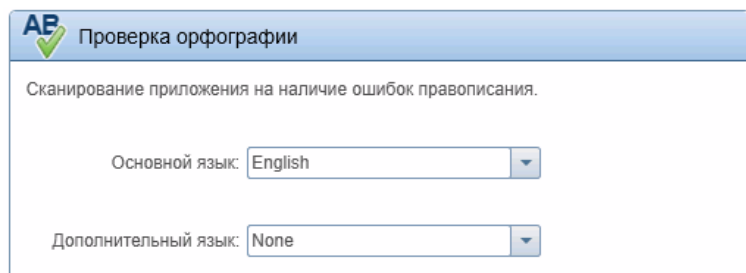 AB
Проверка орфографии
Сканирование приложения на наличие ошибок правописания.
Основной язык: English
Дополнительный язык: None